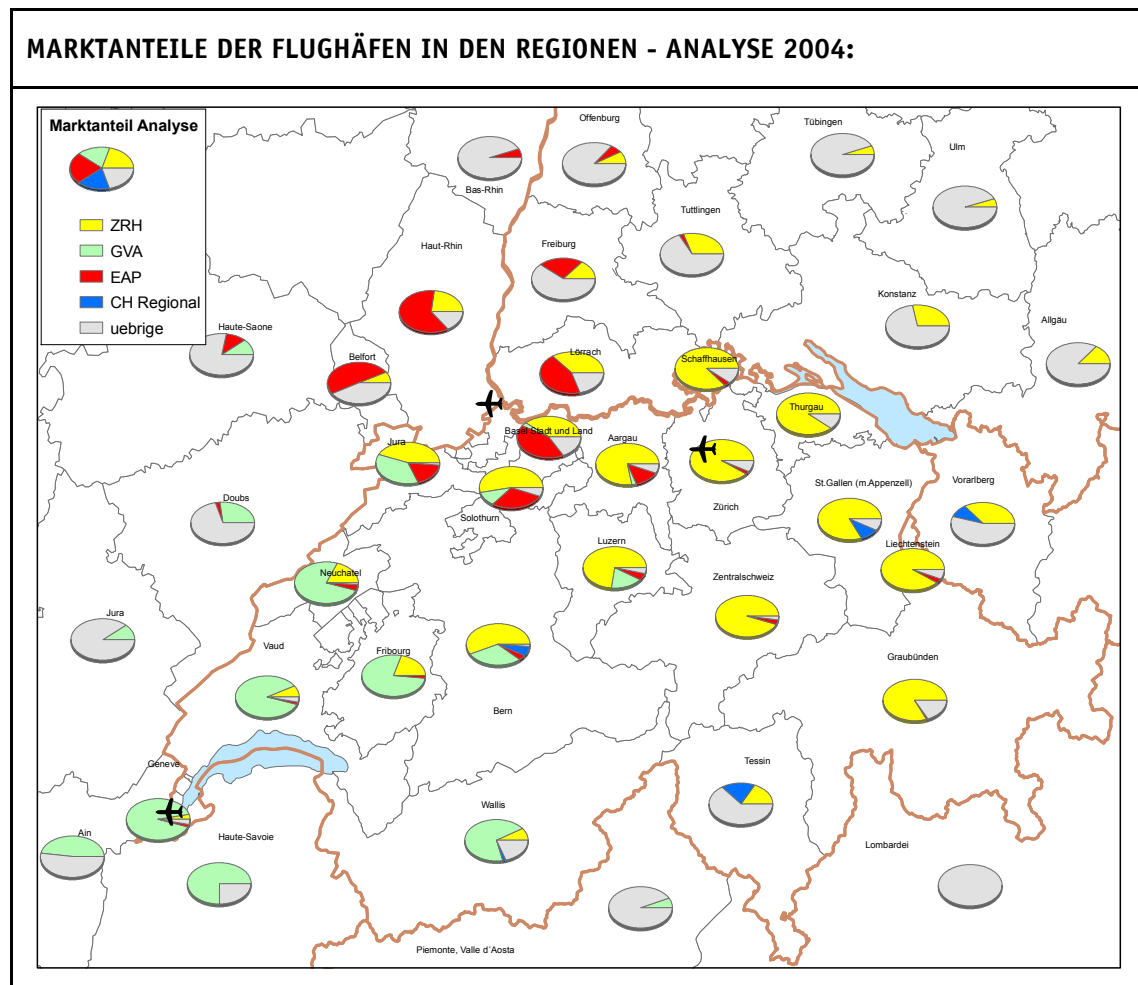 MARKTANTEILE DER FLUGHÄFEN IN DEN REGIONEN - ANALYSE 2004:
Marktanteil Analyse
ZRH
GVA
EAP
CH Regional
uebrige
Offenburg
Tübingen
Ulm
Bas-Rhin
Tuttlingen
Haut-Rhin
Freiburg
Konstanz
Allgäu
Haute-Saone
Belfort
Lörrach
Schaffhausen
Thurgau
Basel Stadt und Land
Jura
Aargau
Zürich
St.Gallen (m.Appenzell)
Vorarlberg
Doubs
Solothurn
Luzern
Liechtenstein
Neuchatel
Zentralschweiz
Jura
Vaud
Fribourg
Graubünden
Bern
Geneve
Tessin
Wallis
Ain
Haute-Savoie
Lombardei
Piemonte, Valle d´Aosta